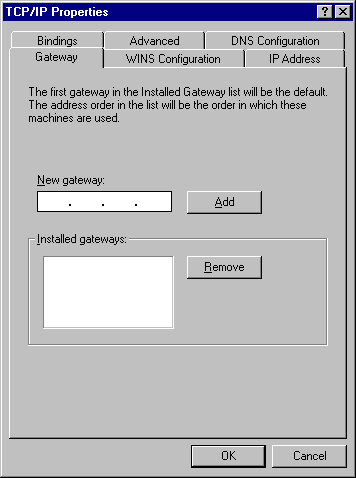 TCP/IP Properties
Bindings Advanced DNS Configuration
Gateway WINS Configuration IP Address
The first gateway in the Installed Gateway list will be the default.
The address order in the list will be the order in which these
machines are used.
New gateway:
. . .
Add
Installed gateways:
Remove
OK Cancel